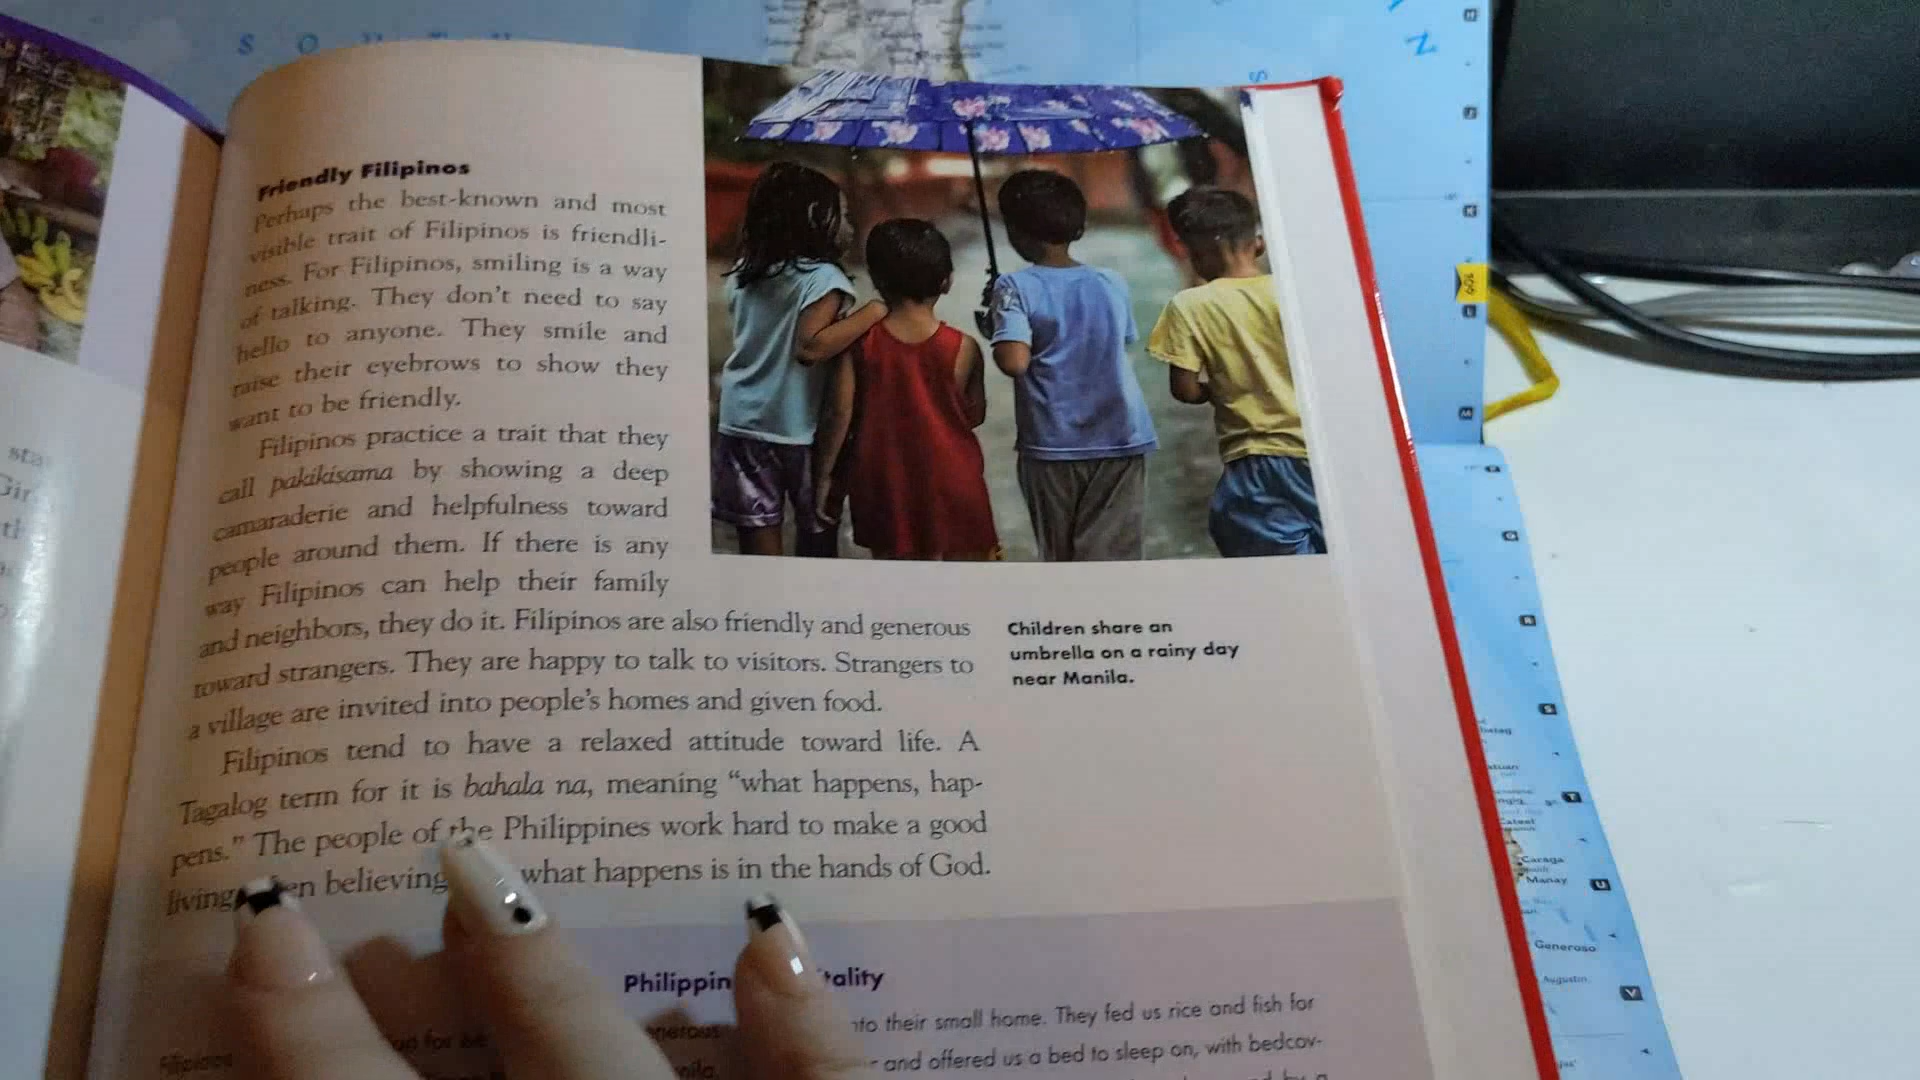 Friendly Filipinos
Perhaps the best-known and most
visible trait of Filipinos is friendli-
ness. For Filipinos, smiling is a way
of talking. They don't need to say
hello to anyone. They smile and
raise their eyebrows to show they
want to be friendly.
Filipinos practice a trait that they
call pakikisama by showing a deep
camaraderie and helpfulness toward
people around them. If there is any
way Filipinos can help their family
and neighbors, they do it. Filipinos are also friendly and generous
toward strangers. They are happy to talk to visitors. Strangers to
a village are invited into people's homes and given food.
Filipinos tend to have a relaxed attitude toward life. A
Tagalog term for it is bahala na, meaning "what happens, hap-
pens." The people of the Philippines work hard to make a good
living, believing what happens is in the hands of God.
Children share an
umbrella on a rainy day
near Manila.
their small home. They fed us rice and fish for
and offered us a bed to sleep on, with bedcov-
Caraga
Manay
Generoso
Augustin